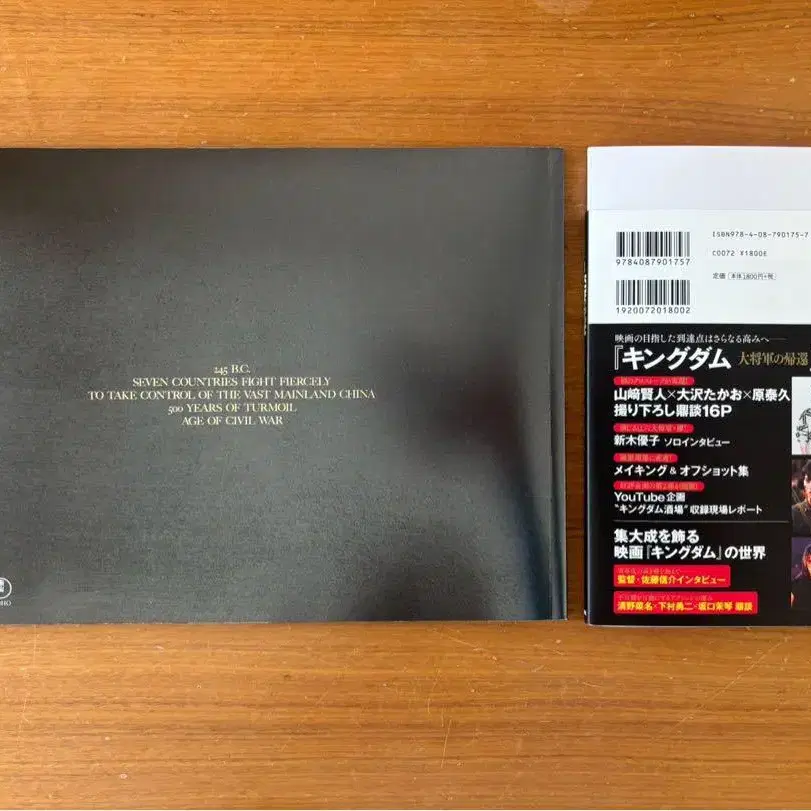 245 B.C.
SEVEN COUNTRIES FIGHT FIERCELY
TO TAKE CONTROL OF THE VAST MAINLAND CHINA
500 YEARS OF TURMOIL
AGE OF CIVIL WAR
ISBN978-4-08-790175-7
C0072 ¥1800E
定価 本体1800円+税
9784087901757
1920072018002
映画の目指した到達点はさらなる高みへ
『キングダム 大将軍の帰還
山﨑賢人×大沢たかお×原泰久
撮り下ろし鼎談16P
新木優子 ソロインタビュー
メイキング&オフショット集
YouTube企画
“キングダム酒場”収録現場レポート
集大成を飾る
映画『キングダム』の世界
監督・佐藤信介インタビュー
清野菜名×下村勇二×坂口茉琴 鼎談